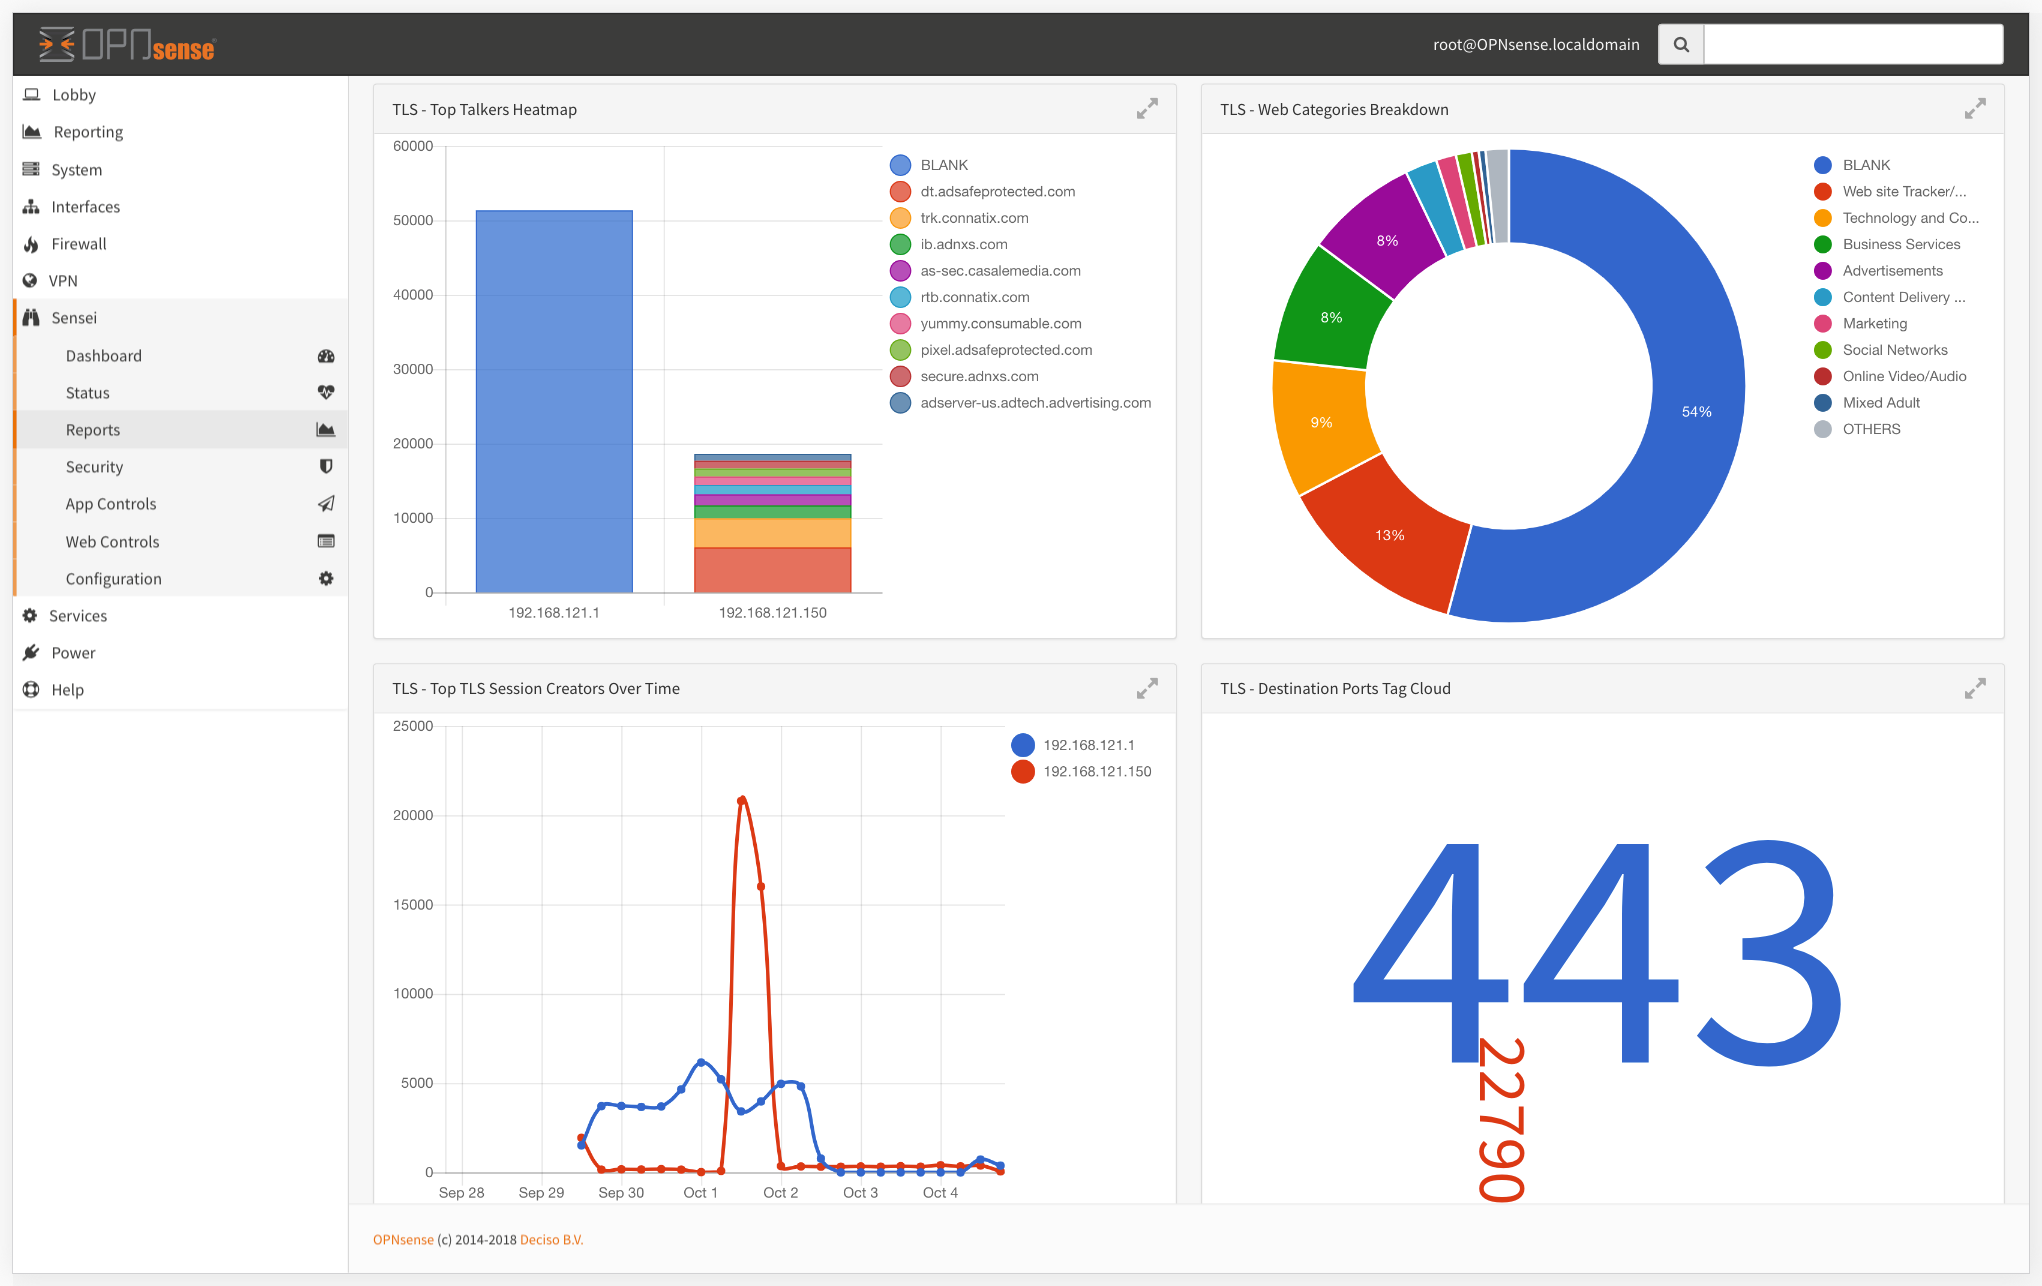 OPNsense
root@OPNsense.localdomain
Lobby
Reporting
System
Interfaces
Firewall
VPN
Sensei
Dashboard
Status
Reports
Security
App Controls
Web Controls
Configuration
Services
Power
Help
TLS - Top Talkers Heatmap
60000
50000
40000
30000
20000
10000
0
192.168.121.1
192.168.121.150
BLANK
dt.adsafeprotected.com
trk.connatix.com
ib.adnxs.com
as-sec.casalemedia.com
rtb.connatix.com
yummy.consumable.com
pixel.adsafeprotected.com
secure.adnxs.com
adserver-us.adtech.advertising.com
TLS - Web Categories Breakdown
8%
8%
9%
13%
54%
BLANK
Web site Tracker/...
Technology and Co...
Business Services
Advertisements
Content Delivery ...
Marketing
Social Networks
Online Video/Audio
Mixed Adult
OTHERS
TLS - Top TLS Session Creators Over Time
25000
20000
15000
10000
5000
0
Sep 28
Sep 29
Sep 30
Oct 1
Oct 2
Oct 3
Oct 4
192.168.121.1
192.168.121.150
TLS - Destination Ports Tag Cloud
443
22790
OPNsense (c) 2014-2018 Deciso B.V.